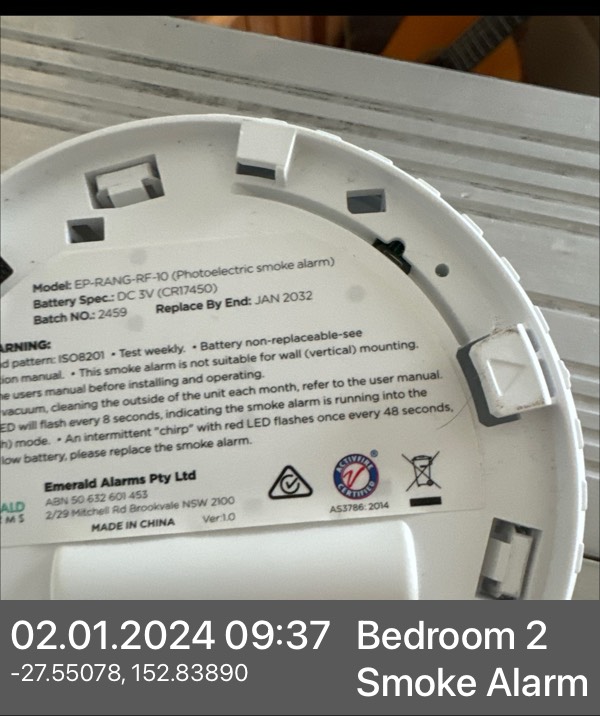 Model: EP-RANG-RF-10 (Photoelectric smoke alarm)
Battery Spec.: DC 3V (CR17450)
Batch NO.: 2459 Replace By End: JAN 2032
ARNING:
d pattern: ISO8201 • Test weekly. • Battery non-replaceable-see
ion manual. • This smoke alarm is not suitable for wall (vertical) mounting.
e users manual before installing and operating.
vacuum, cleaning the outside of the unit each month, refer to the user manual.
ED will flash every 8 seconds, indicating the smoke alarm is running into the
h) mode. • An intermittent "chirp" with red LED flashes once every 48 seconds,
low battery, please replace the smoke alarm.
Emerald Alarms Pty Ltd
ABN 50 632 601 453
2/29 Mitchell Rd Brookvale NSW 2100
MADE IN CHINA Ver:1.0
ALD
MS
ACTIVFIRE
CERTIFIED
®
AS3786: 2014
02.01.2024 09:37
-27.55078, 152.83890
Bedroom 2
Smoke Alarm